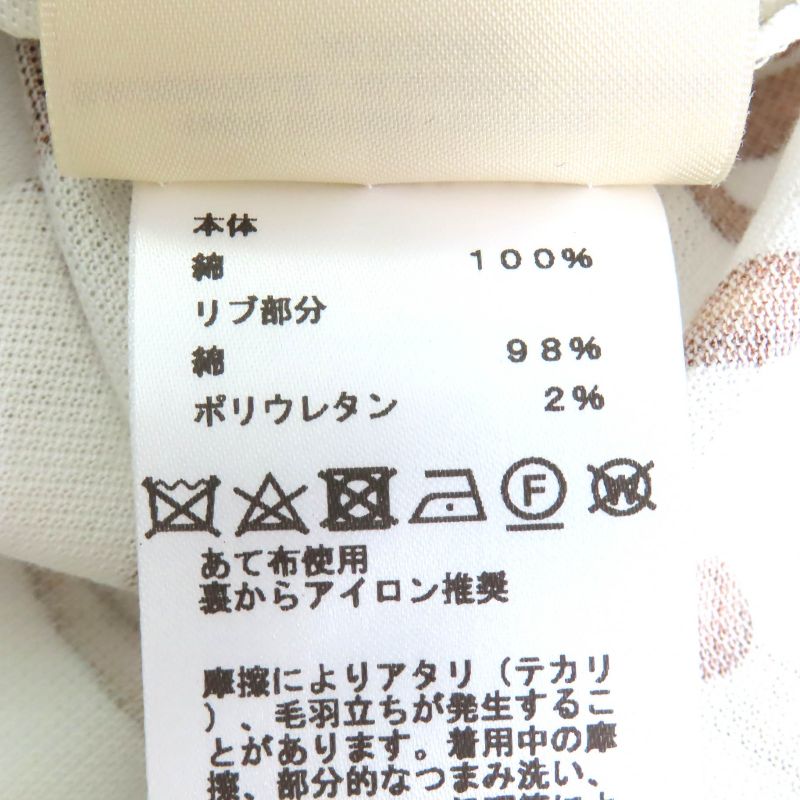 本体
綿 100%
リブ部分
綿 98%
ポリウレタン 2%
F W
あて布使用
裏からアイロン推奨
摩擦によりアタリ（テカリ
）、毛羽立ちが発生するこ
とがあります。着用中の摩
擦、部分的なつまみ洗い、